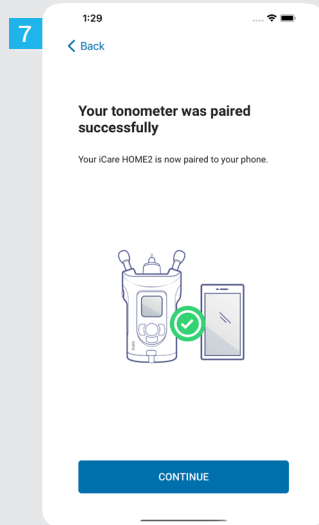 7
1:29
Back
Your tonometer was paired
successfully
Your iCare HOME2 is now paired to your phone.
CONTINUE